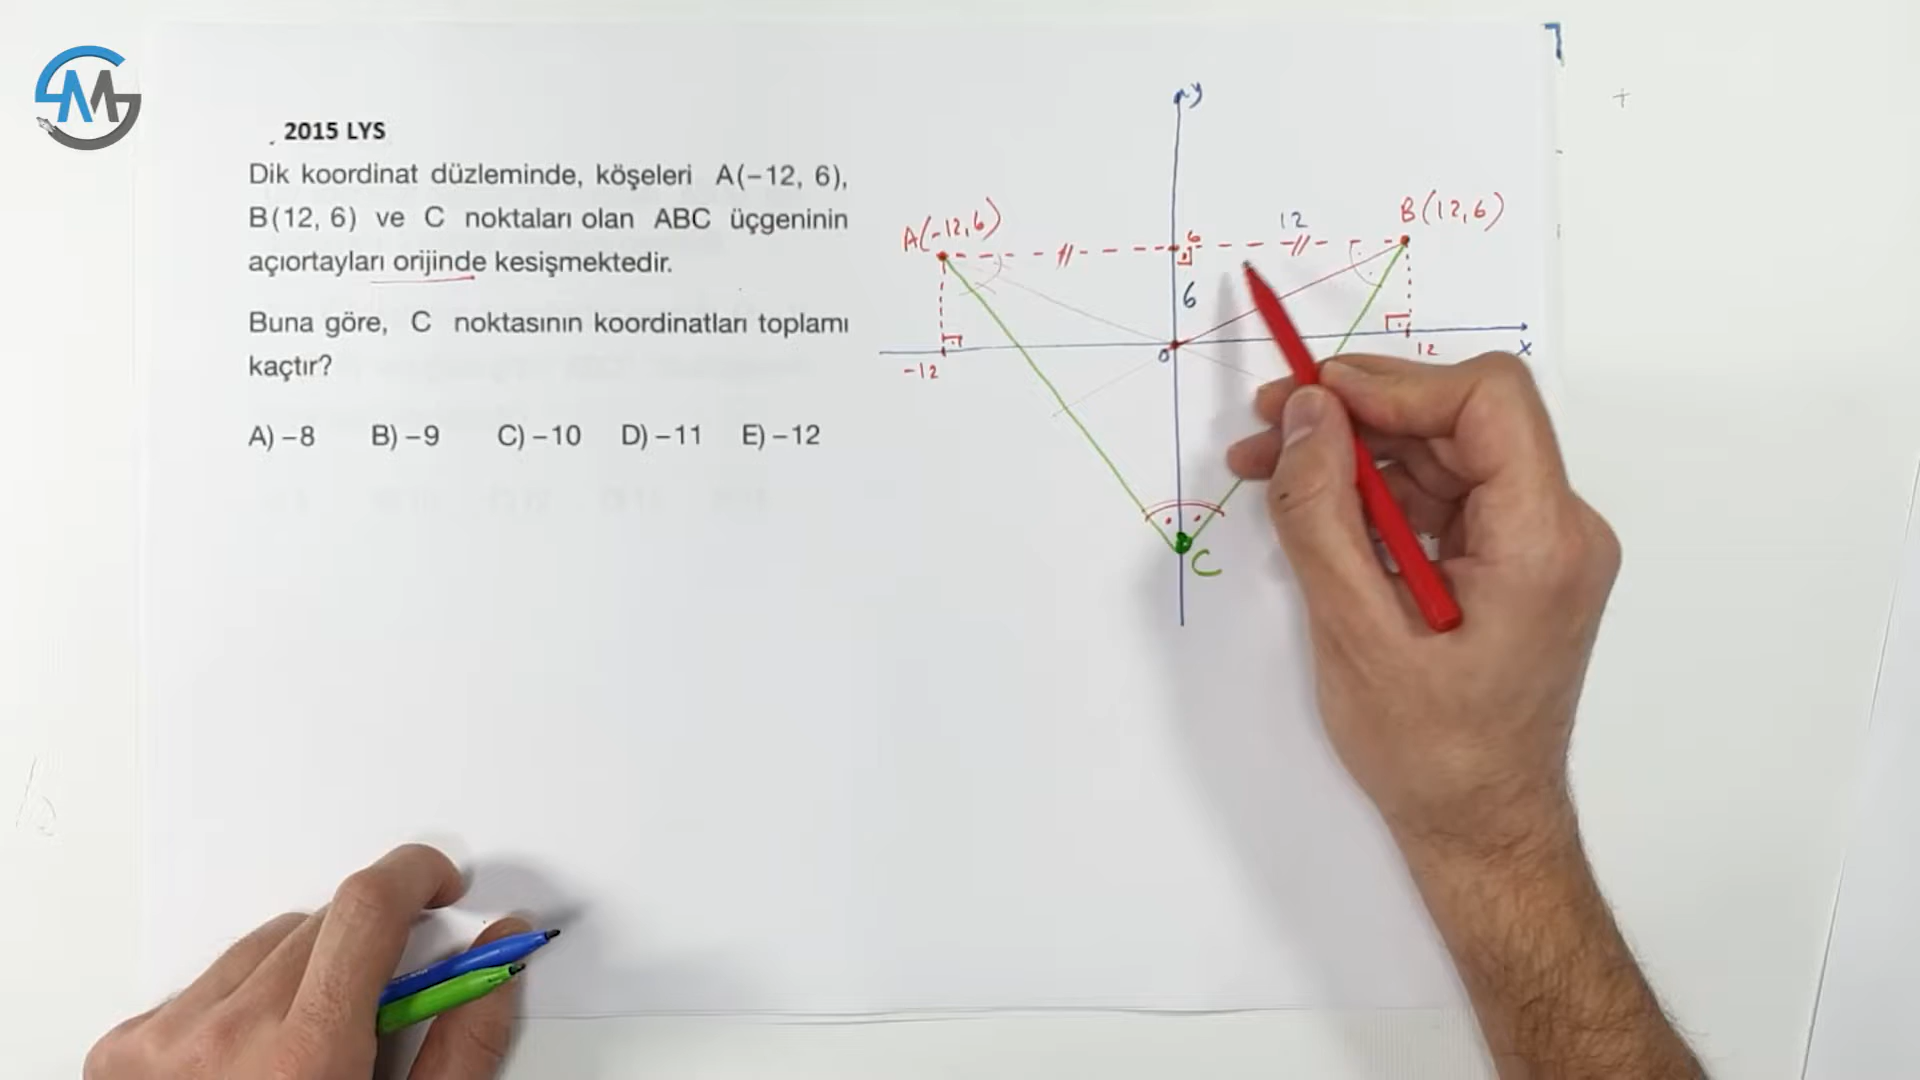 2015 LYS
Dik koordinat düzleminde, köşeleri A(−12, 6),
B(12, 6) ve C noktaları olan ABC üçgeninin
açıortayları orijinde kesişmektedir.
Buna göre, C noktasının koordinatları toplamı
kaçtır?
A) −8 B) −9 C) −10 D) −11 E) −12
y
A(-12,6)
6
12
B(12,6)
6
O
-12
12
x
C